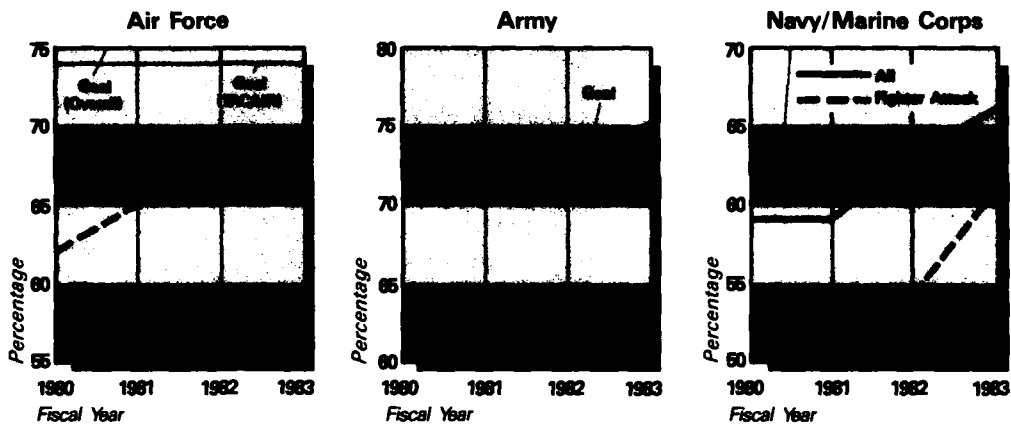 Air Force
75
70
65
60
55
Goal
(Overall)
Goal
Percentage
1980 1981 1982 1983
Fiscal Year
Army
80
75
70
65
60
Goal
Percentage
1980 1981 1982 1983
Fiscal Year
Navy/Marine Corps
70
65
60
55
50
All
Fighter Attack
Percentage
1980 1981 1982 1983
Fiscal Year